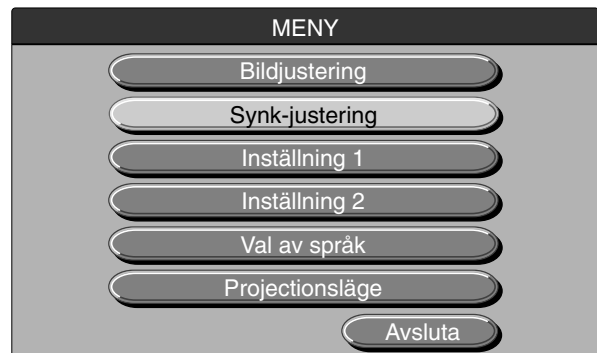 MENY
Bildjustering
Synk-justering
Inställning 1
Inställning 2
Val av språk
Projectionsläge
Avsluta